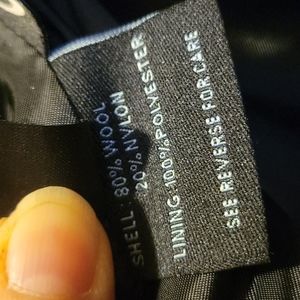 SHELL: 80% WOOL
20% NYLON
LINING-100%POLYESTER
SEE REVERSE FOR CARE